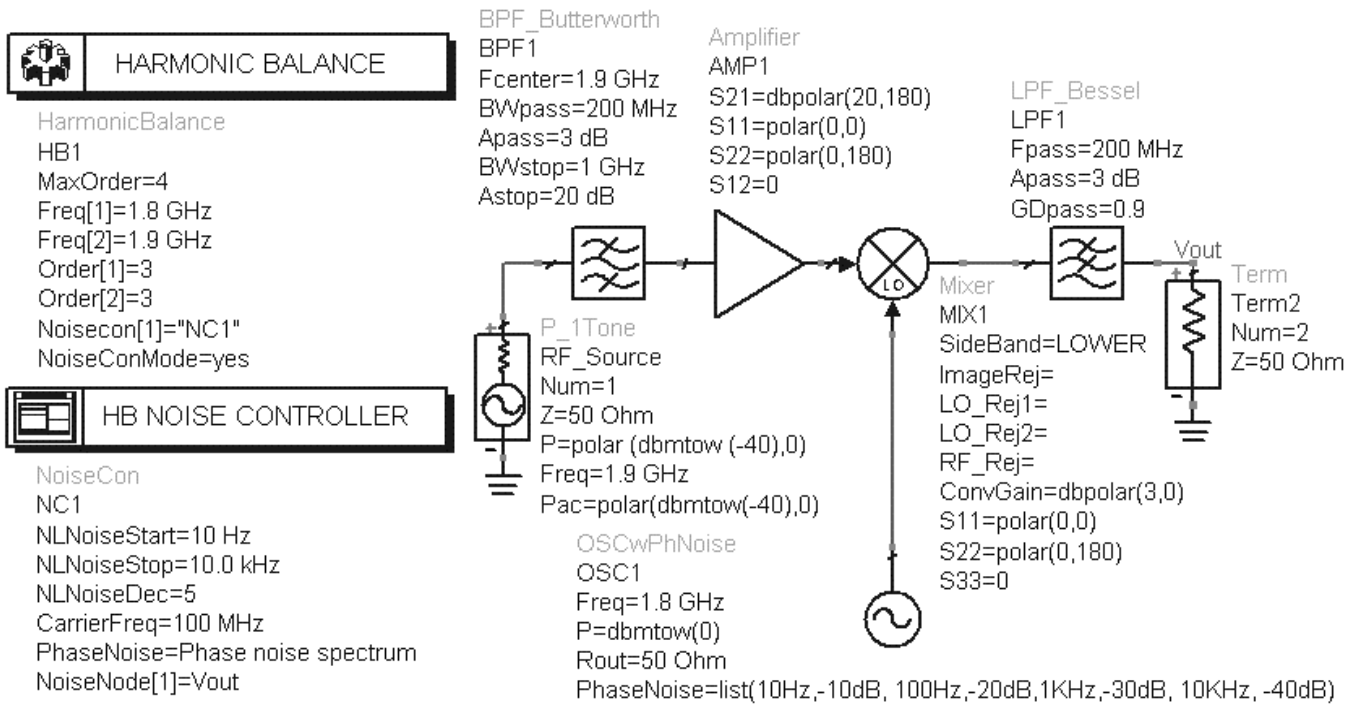 HARMONIC BALANCE
HarmonicBalance
HB1
MaxOrder=4
Freq[1]=1.8 GHz
Freq[2]=1.9 GHz
Order[1]=3
Order[2]=3
Noisecon[1]="NC1"
NoiseConMode=yes
HB NOISE CONTROLLER
NoiseCon
NC1
NLNoiseStart=10 Hz
NLNoiseStop=10.0 kHz
NLNoiseDec=5
CarrierFreq=100 MHz
PhaseNoise=Phase noise spectrum
NoiseNode[1]=Vout
BPF_Butterworth
BPF1
Fcenter=1.9 GHz
BWpass=200 MHz
Apass=3 dB
BWstop=1 GHz
Astop=20 dB
Amplifier
AMP1
S21=dbpolar(20,180)
S11=polar(0,0)
S22=polar(0,180)
S12=0
LPF_Bessel
LPF1
Fpass=200 MHz
Apass=3 dB
GDpass=0.9
LO
Vout
+
Term
Term2
Num=2
Z=50 Ohm
-
Mixer
MIX1
SideBand=LOWER
ImageRej=
LO_Rej1=
LO_Rej2=
RF_Rej=
ConvGain=dbpolar(3,0)
S11=polar(0,0)
S22=polar(0,180)
S33=0
+
P_1Tone
RF_Source
Num=1
Z=50 Ohm
P=polar (dbmtow (-40),0)
Freq=1.9 GHz
Pac=polar(dbmtow(-40),0)
-
OSCwPhNoise
OSC1
Freq=1.8 GHz
P=dbmtow(0)
Rout=50 Ohm
PhaseNoise=list(10Hz,-10dB, 100Hz,-20dB,1KHz,-30dB, 10KHz, -40dB)